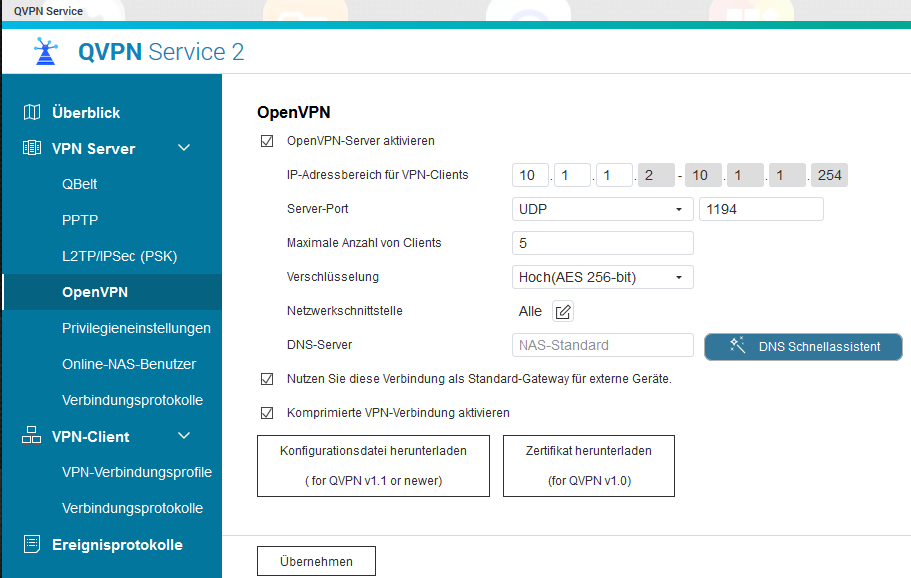 QVPN Service
QVPN Service 2
Überblick
VPN Server
QBelt
PPTP
L2TP/IPSec (PSK)
OpenVPN
Privilegieneinstellungen
Online-NAS-Benutzer
Verbindungsprotokolle
VPN-Client
VPN-Verbindungsprofile
Verbindungsprotokolle
Ereignisprotokolle
OpenVPN
OpenVPN-Server aktivieren
IP-Adressbereich für VPN-Clients 10 . 1 . 1 . 2 - 10 . 1 . 1 . 254
Server-Port UDP 1194
Maximale Anzahl von Clients 5
Verschlüsselung Hoch(AES 256-bit)
Netzwerkschnittstelle Alle
DNS-Server NAS-Standard DNS Schnellassistent
Nutzen Sie diese Verbindung als Standard-Gateway für externe Geräte.
Komprimierte VPN-Verbindung aktivieren
Konfigurationsdatei herunterladen
( for QVPN v1.1 or newer)
Zertifikat herunterladen
(for QVPN v1.0)
Übernehmen